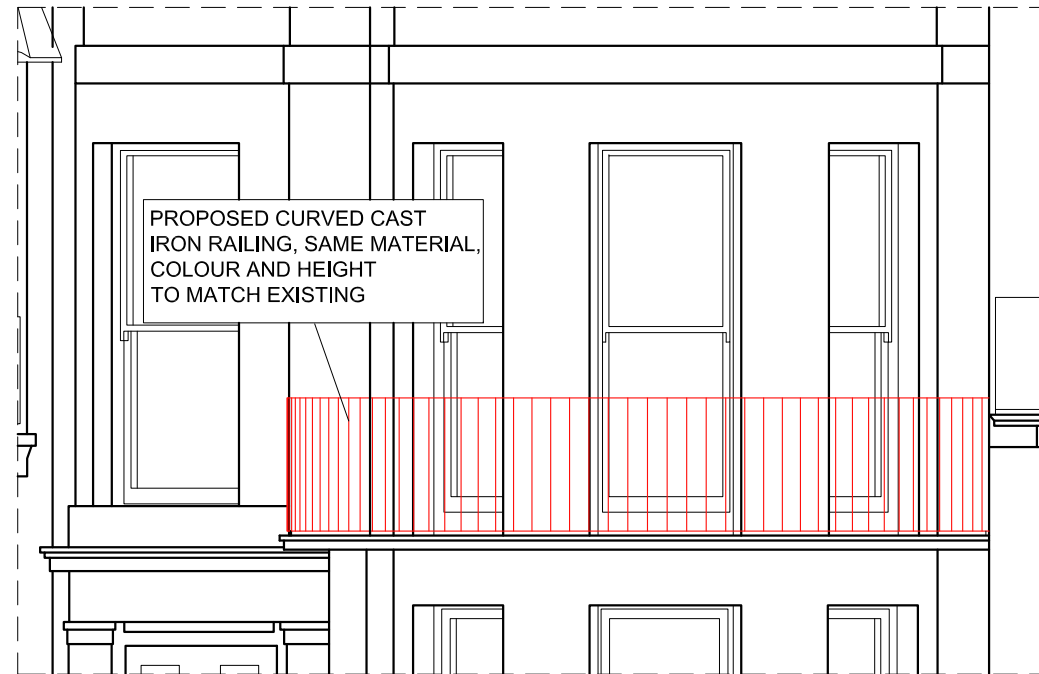 PROPOSED CURVED CAST
IRON RAILING, SAME MATERIAL,
COLOUR AND HEIGHT
TO MATCH EXISTING